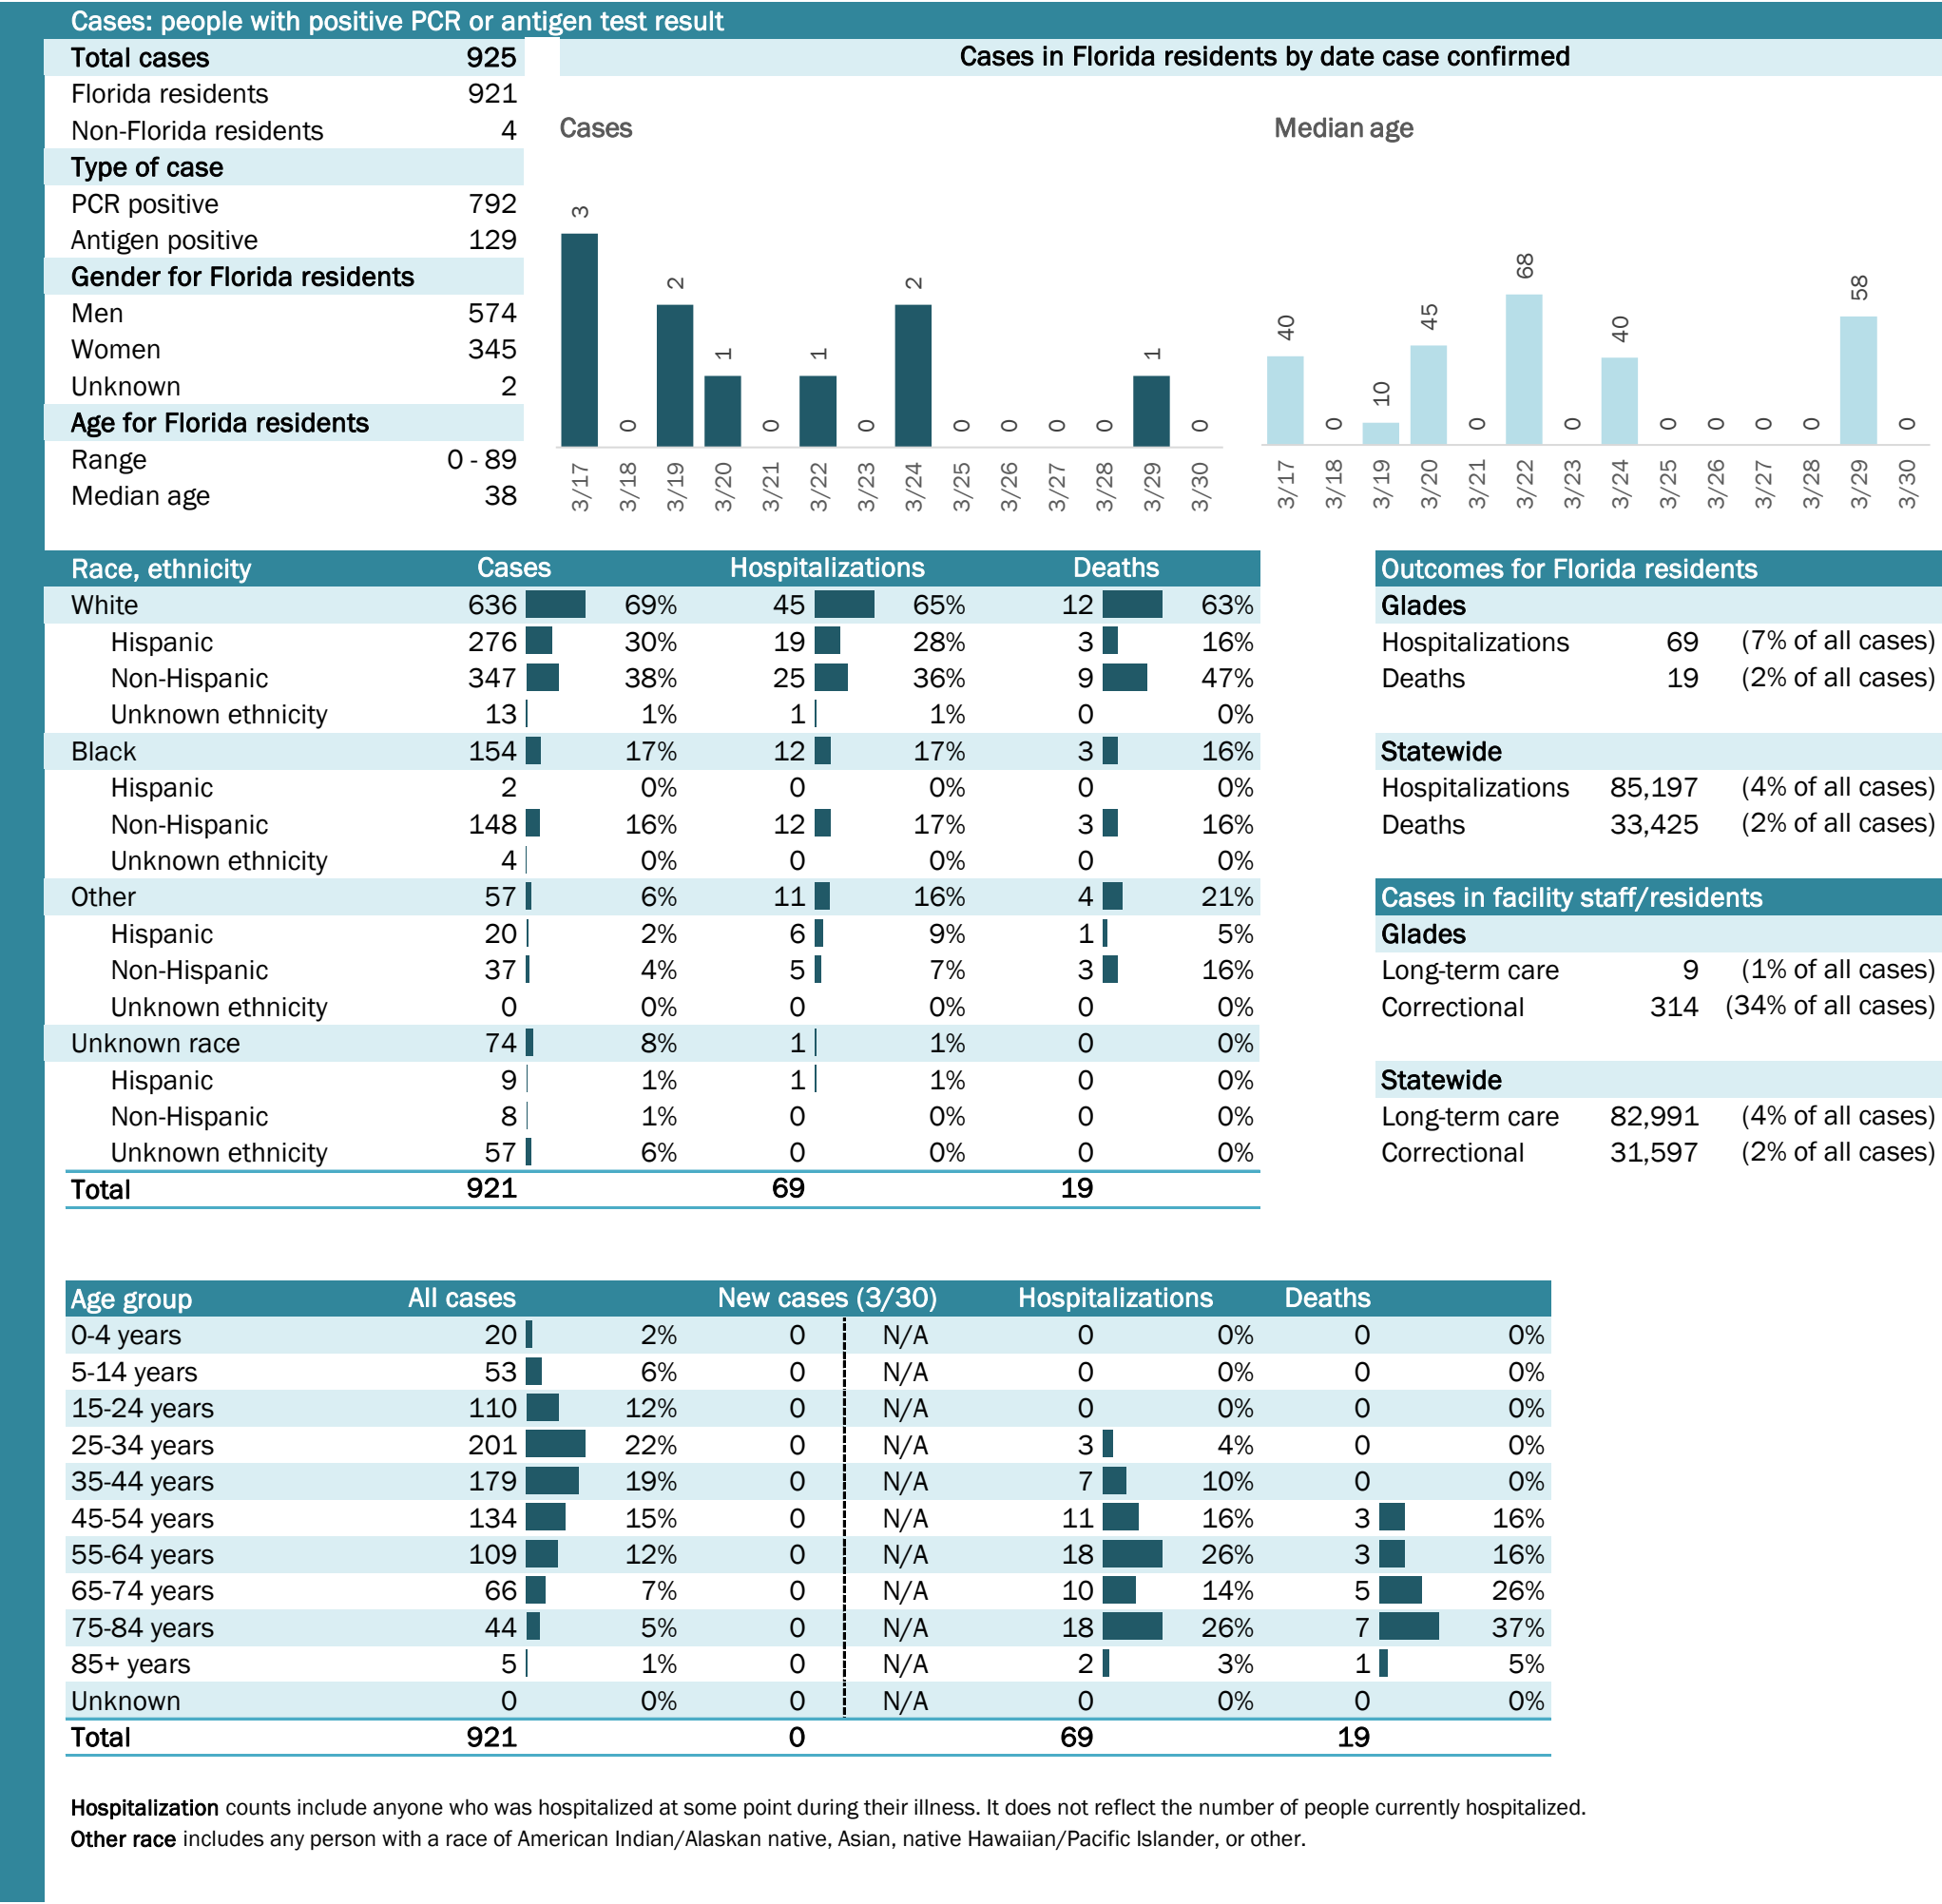 Cases: people with positive PCR or antigen test result
Total cases 925
Florida residents 921
Non-Florida residents 4
Type of case
PCR positive 792
Antigen positive 129
Gender for Florida residents
Men 574
Women 345
Unknown 2
Age for Florida residents
Range 0 - 89
Median age 38
Cases in Florida residents by date case confirmed
Cases
3 0 2 1 0 1 0 2 0 0 0 0 1 0
3/17 3/18 3/19 3/20 3/21 3/22 3/23 3/24 3/25 3/26 3/27 3/28 3/29 3/30
Median age
40 0 10 45 0 68 0 40 0 0 0 0 58 0
3/17 3/18 3/19 3/20 3/21 3/22 3/23 3/24 3/25 3/26 3/27 3/28 3/29 3/30
Race, ethnicity Cases Hospitalizations Deaths
White 636 69% 45 65% 12 63%
Hispanic 276 30% 19 28% 3 16%
Non-Hispanic 347 38% 25 36% 9 47%
Unknown ethnicity 13 1% 1 1% 0 0%
Black 154 17% 12 17% 3 16%
Hispanic 2 0% 0 0% 0 0%
Non-Hispanic 148 16% 12 17% 3 16%
Unknown ethnicity 4 0% 0 0% 0 0%
Other 57 6% 11 16% 4 21%
Hispanic 20 2% 6 9% 1 5%
Non-Hispanic 37 4% 5 7% 3 16%
Unknown ethnicity 0 0% 0 0% 0 0%
Unknown race 74 8% 1 1% 0 0%
Hispanic 9 1% 1 1% 0 0%
Non-Hispanic 8 1% 0 0% 0 0%
Unknown ethnicity 57 6% 0 0% 0 0%
Total 921 69 19
Outcomes for Florida residents
Glades
Hospitalizations 69 (7% of all cases)
Deaths 19 (2% of all cases)
Statewide
Hospitalizations 85,197 (4% of all cases)
Deaths 33,425 (2% of all cases)
Cases in facility staff/residents
Glades
Long-term care 9 (1% of all cases)
Correctional 314 (34% of all cases)
Statewide
Long-term care 82,991 (4% of all cases)
Correctional 31,597 (2% of all cases)
Age group All cases New cases (3/30) Hospitalizations Deaths
0-4 years 20 2% 0 N/A 0 0% 0 0%
5-14 years 53 6% 0 N/A 0 0% 0 0%
15-24 years 110 12% 0 N/A 0 0% 0 0%
25-34 years 201 22% 0 N/A 3 4% 0 0%
35-44 years 179 19% 0 N/A 7 10% 0 0%
45-54 years 134 15% 0 N/A 11 16% 3 16%
55-64 years 109 12% 0 N/A 18 26% 3 16%
65-74 years 66 7% 0 N/A 10 14% 5 26%
75-84 years 44 5% 0 N/A 18 26% 7 37%
85+ years 5 1% 0 N/A 2 3% 1 5%
Unknown 0 0% 0 N/A 0 0% 0 0%
Total 921 0 69 19
Hospitalization counts include anyone who was hospitalized at some point during their illness. It does not reflect the number of people currently hospitalized.
Other race includes any person with a race of American Indian/Alaskan native, Asian, native Hawaiian/Pacific Islander, or other.